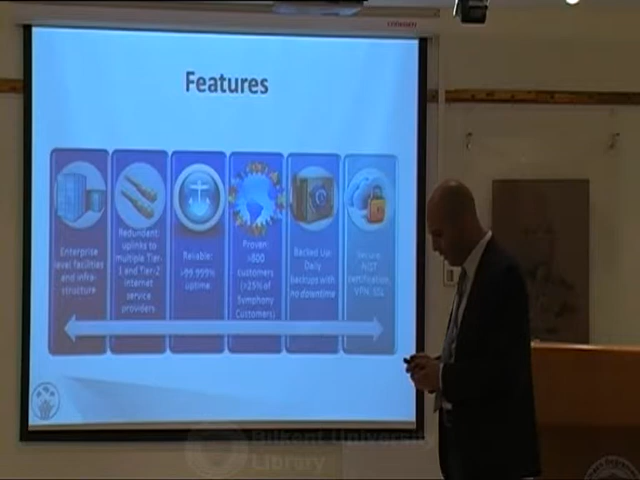 Features
Enterprise
level facilities
and infra-
structure
Redundant:
uplinks to
multiple Tier-
1 and Tier-2
internet
service
providers
Reliable:
>99.999%
uptime
Proven:
>800
customers
(>25% of
Symphony
Customers)
Backed Up:
Daily
backups with
no downtime
Secure:
certification,
VPN, SSL
Bilkent University
Library